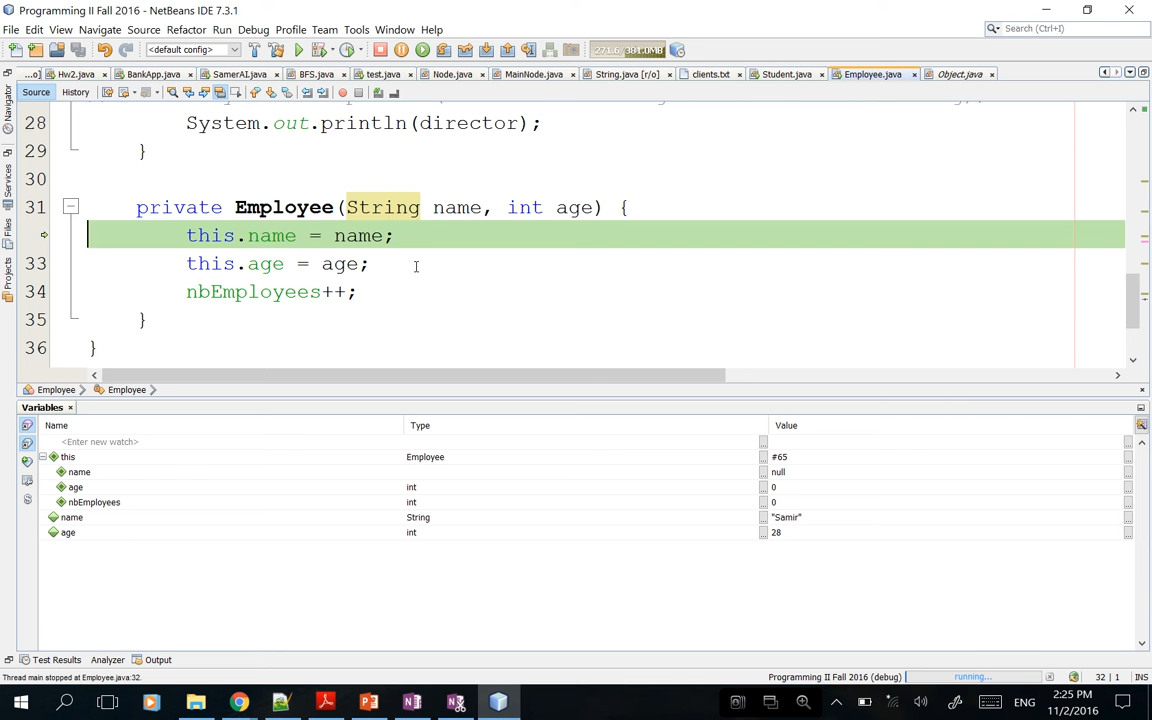 Programming II Fall 2016 - NetBeans IDE 7.3.1
File Edit View Navigate Source Refactor Run Debug Profile Team Tools Window Help
Search (Ctrl+I)
<default config>
271.6/381.0MB
...o] Hw2.java BankApp.java SamerAI.java BFS.java test.java Node.java MainNode.java String.java [r/o] clients.txt Student.java Employee.java Object.java
Source History
Navigator
Services
Files
Projects
28 System.out.println(director);
29 }
30
31 private Employee(String name, int age) {
this.name = name;
33 this.age = age;
34 nbEmployees++;
35 }
36 }
Employee Employee
Variables
Name Type Value
<Enter new watch>
this Employee #65
name null
age int 0
nbEmployees int 0
name String "Samir"
age int 28
Test Results Analyzer Output
Thread main stopped at Employee.java:32.
Programming II Fall 2016 (debug) running... 32 | 1 INS
ENG
2:25 PM
11/2/2016